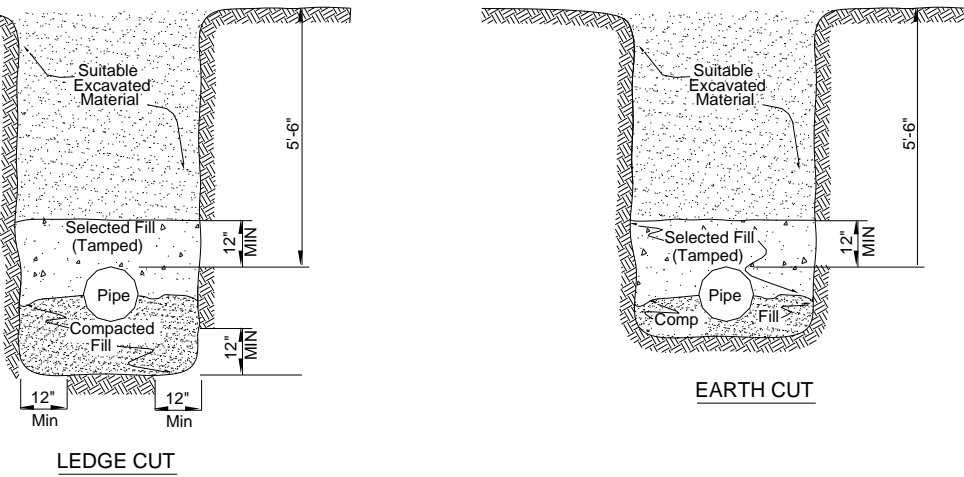 Suitable
Excavated
Material
5'-6"
Selected Fill
(Tamped)
12"
MIN
Pipe
Compacted
Fill
12"
MIN
12"
Min
12"
Min
LEDGE CUT
Suitable
Excavated
Material
5'-6"
Selected Fill
(Tamped)
12"
MIN
Pipe
Comp
Fill
EARTH CUT